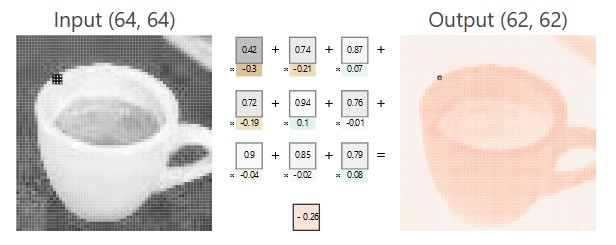 Input (64, 64)
Output (62, 62)
0.42 + 0.74 + 0.87 +
× -0.3 × -0.21 × 0.07
0.72 + 0.94 + 0.76 +
× -0.19 × 0.1 × -0.01
0.9 + 0.85 + 0.79 =
× -0.04 × -0.02 × 0.08
- 0.26